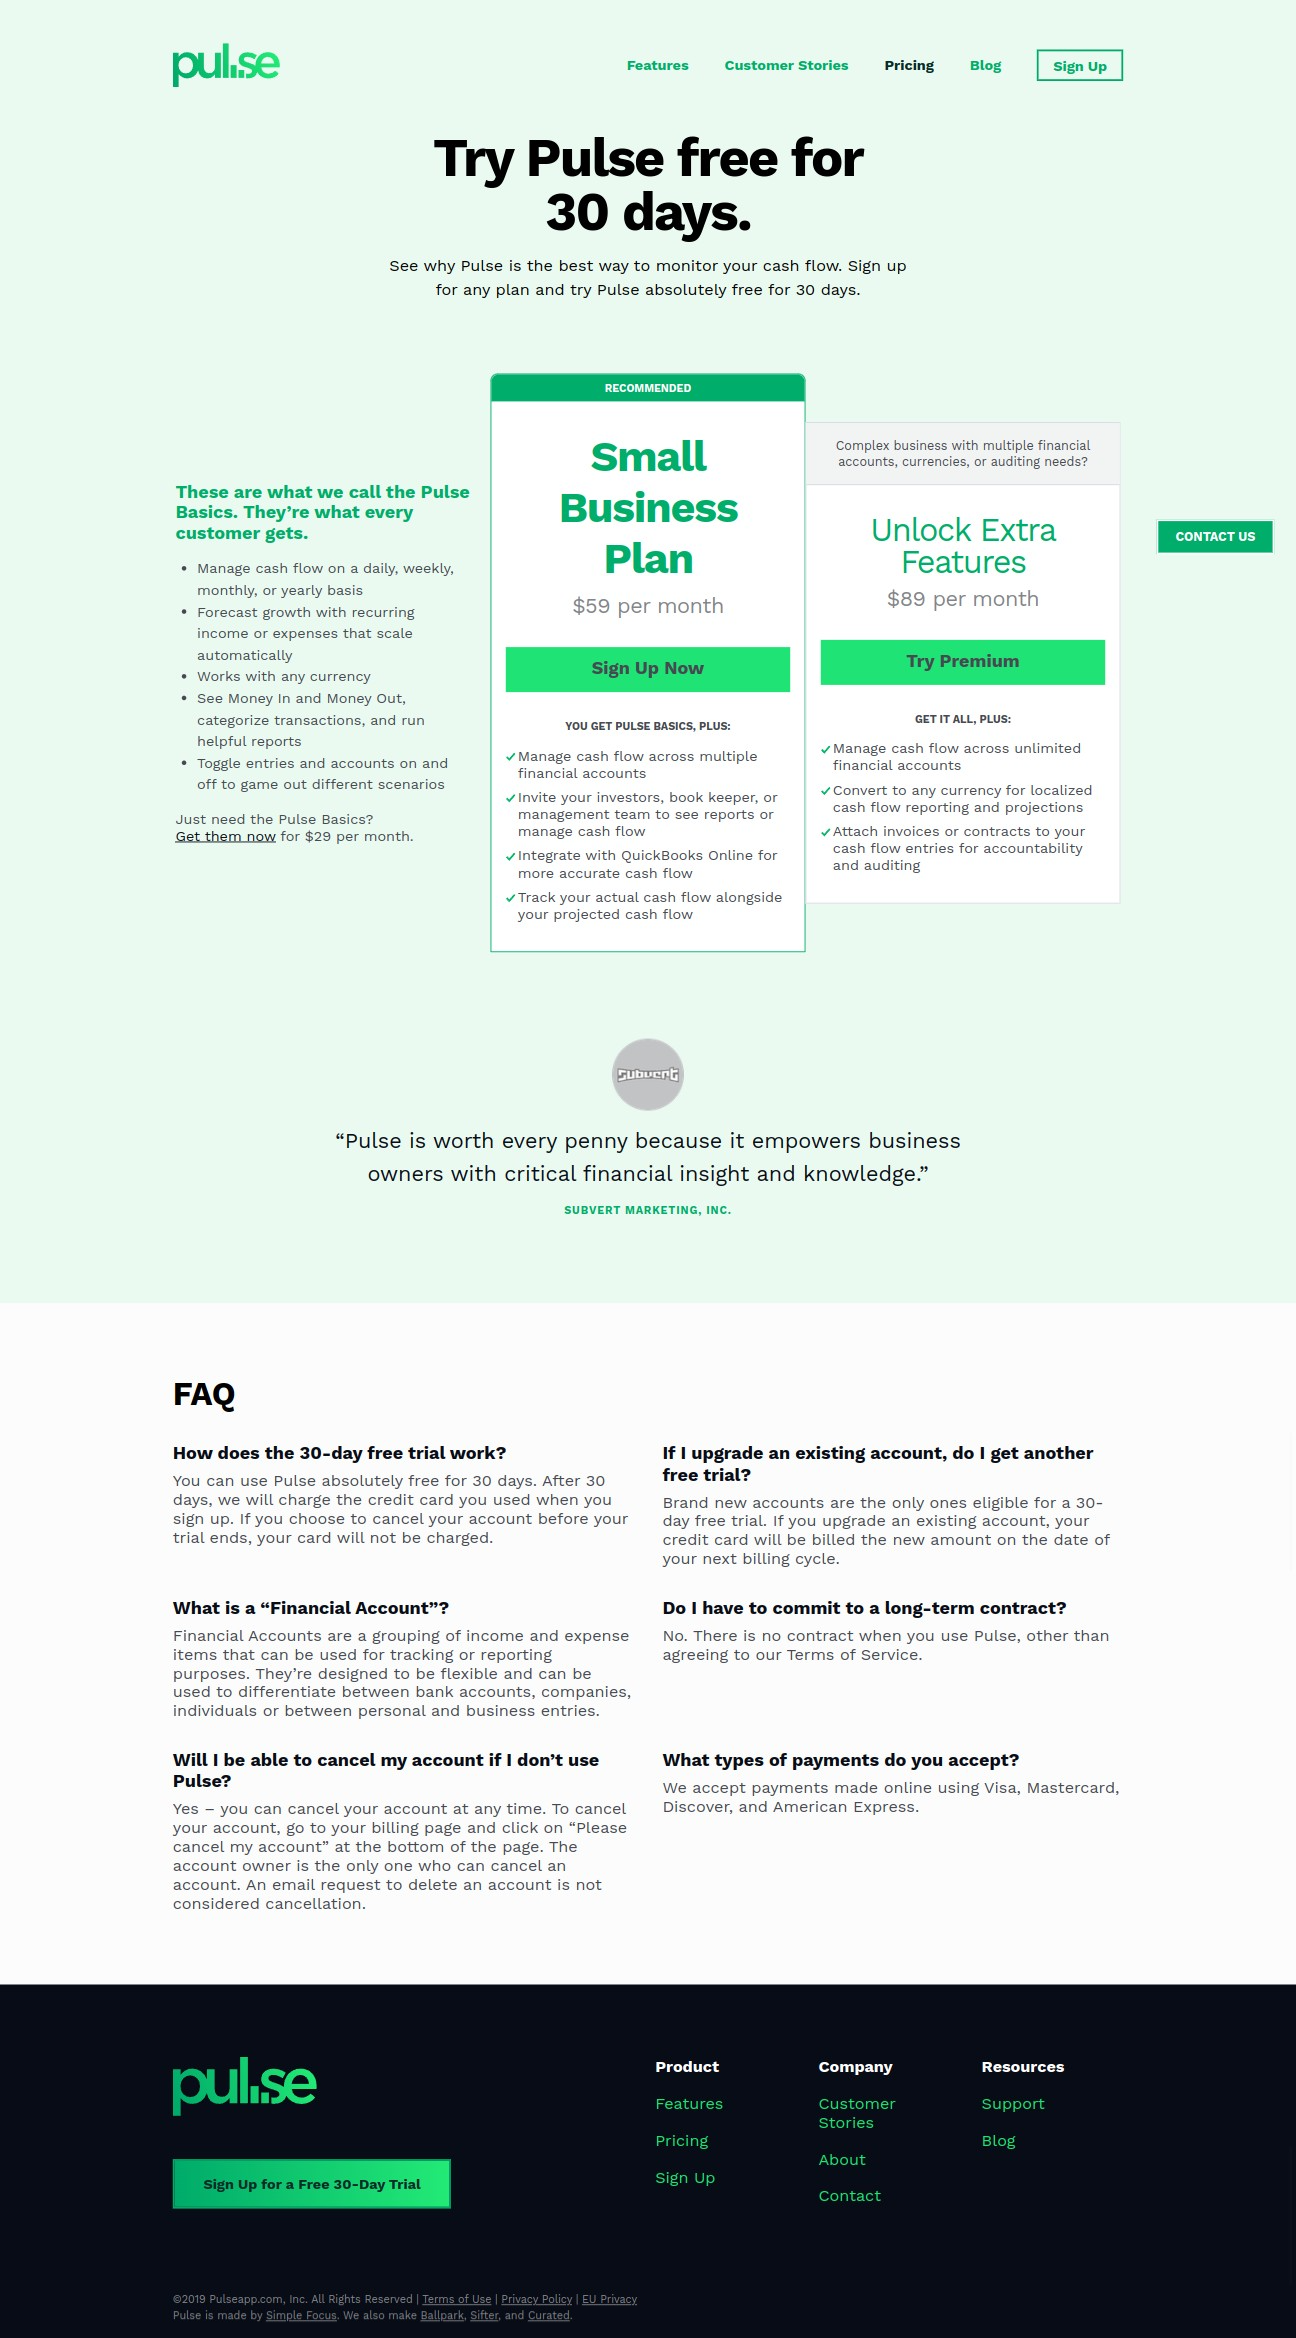 pulse
Features
Customer Stories
Pricing
Blog
Sign Up
Try Pulse free for
30 days.
See why Pulse is the best way to monitor your cash flow. Sign up
for any plan and try Pulse absolutely free for 30 days.
These are what we call the Pulse
Basics. They’re what every
customer gets.
• Manage cash flow on a daily, weekly,
monthly, or yearly basis
• Forecast growth with recurring
income or expenses that scale
automatically
• Works with any currency
• See Money In and Money Out,
categorize transactions, and run
helpful reports
• Toggle entries and accounts on and
off to game out different scenarios
Just need the Pulse Basics?
Get them now for $29 per month.
RECOMMENDED
Small
Business
Plan
$59 per month
Sign Up Now
YOU GET PULSE BASICS, PLUS:
Manage cash flow across multiple
financial accounts
Invite your investors, book keeper, or
management team to see reports or
manage cash flow
Integrate with QuickBooks Online for
more accurate cash flow
Track your actual cash flow alongside
your projected cash flow
Complex business with multiple financial
accounts, currencies, or auditing needs?
Unlock Extra
Features
$89 per month
Try Premium
GET IT ALL, PLUS:
Manage cash flow across unlimited
financial accounts
Convert to any currency for localized
cash flow reporting and projections
Attach invoices or contracts to your
cash flow entries for accountability
and auditing
CONTACT US
Subvert
“Pulse is worth every penny because it empowers business
owners with critical financial insight and knowledge.”
SUBVERT MARKETING, INC.
FAQ
How does the 30-day free trial work?
You can use Pulse absolutely free for 30 days. After 30
days, we will charge the credit card you used when you
sign up. If you choose to cancel your account before your
trial ends, your card will not be charged.
If I upgrade an existing account, do I get another
free trial?
Brand new accounts are the only ones eligible for a 30-
day free trial. If you upgrade an existing account, your
credit card will be billed the new amount on the date of
your next billing cycle.
What is a “Financial Account”?
Financial Accounts are a grouping of income and expense
items that can be used for tracking or reporting
purposes. They’re designed to be flexible and can be
used to differentiate between bank accounts, companies,
individuals or between personal and business entries.
Do I have to commit to a long-term contract?
No. There is no contract when you use Pulse, other than
agreeing to our Terms of Service.
Will I be able to cancel my account if I don’t use
Pulse?
Yes – you can cancel your account at any time. To cancel
your account, go to your billing page and click on “Please
cancel my account” at the bottom of the page. The
account owner is the only one who can cancel an
account. An email request to delete an account is not
considered cancellation.
What types of payments do you accept?
We accept payments made online using Visa, Mastercard,
Discover, and American Express.
pulse
Sign Up for a Free 30-Day Trial
Product
Features
Pricing
Sign Up
Company
Customer
Stories
About
Contact
Resources
Support
Blog
©2019 Pulseapp.com, Inc. All Rights Reserved | Terms of Use | Privacy Policy | EU Privacy
Pulse is made by Simple Focus. We also make Ballpark, Sifter, and Curated.